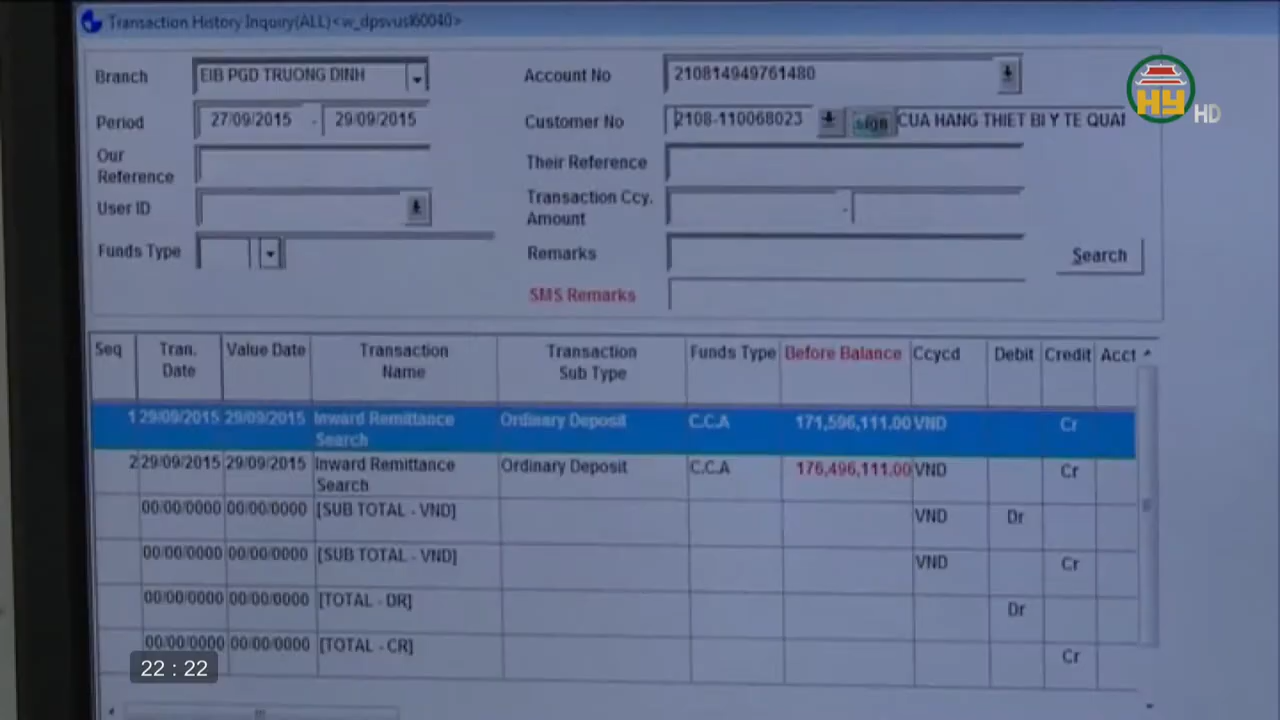 Transaction History Inquiry(ALL)<w_dpsvusl60040>
Branch EIB PGD TRUONG DINH Account No 210814949761480
Period 27/09/2015 - 29/09/2015 Customer No 2108-110068023 sign CUA HANG THIET BI Y TE QUAI
Our Reference Their Reference
User ID Transaction Ccy. Amount -
Funds Type Remarks Search
SMS Remarks
HY HD
Seq Tran. Date Value Date Transaction Name Transaction Sub Type Funds Type Before Balance Ccycd Debit Credit Acct
1 29/09/2015 29/09/2015 Inward Remittance Search Ordinary Deposit C.C.A 171,596,111.00 VND Cr
2 29/09/2015 29/09/2015 Inward Remittance Search Ordinary Deposit C.C.A 176,496,111.00 VND Cr
00/00/0000 00/00/0000 [SUB TOTAL - VND] VND Dr
00/00/0000 00/00/0000 [SUB TOTAL - VND] VND Cr
00/00/0000 00/00/0000 [TOTAL - DR] Dr
00/00/0000 00/00/0000 [TOTAL - CR] Cr
22 : 22